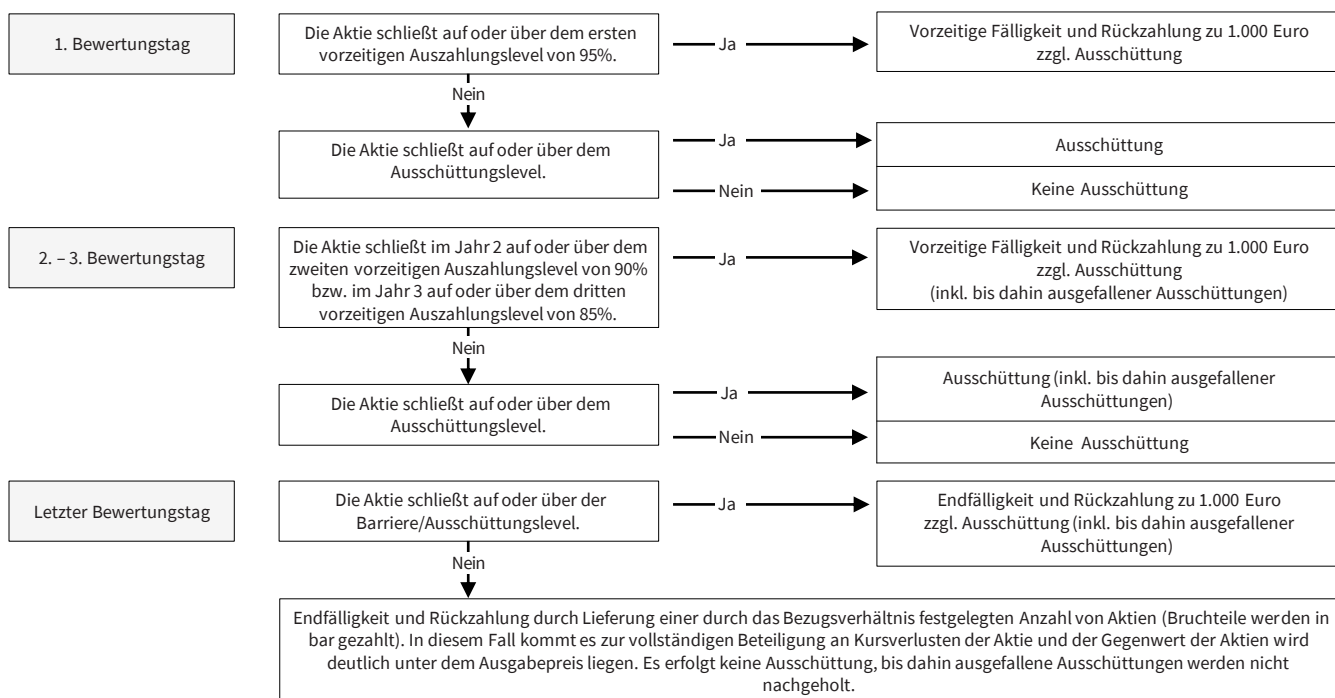 1. Bewertungstag
Die Aktie schließt auf oder über dem ersten
vorzeitigen Auszahlungslevel von 95%.
Ja
Vorzeitige Fälligkeit und Rückzahlung zu 1.000 Euro
zzgl. Ausschüttung
Nein
Die Aktie schließt auf oder über dem
Ausschüttungslevel.
Ja
Ausschüttung
Nein
Keine Ausschüttung
2. – 3. Bewertungstag
Die Aktie schließt im Jahr 2 auf oder über dem
zweiten vorzeitigen Auszahlungslevel von 90%
bzw. im Jahr 3 auf oder über dem dritten
vorzeitigen Auszahlungslevel von 85%.
Ja
Vorzeitige Fälligkeit und Rückzahlung zu 1.000 Euro
zzgl. Ausschüttung
(inkl. bis dahin ausgefallener Ausschüttungen)
Nein
Die Aktie schließt auf oder über dem
Ausschüttungslevel.
Ja
Ausschüttung (inkl. bis dahin ausgefallener
Ausschüttungen)
Nein
Keine Ausschüttung
Letzter Bewertungstag
Die Aktie schließt auf oder über der
Barriere/Ausschüttungslevel.
Ja
Endfälligkeit und Rückzahlung zu 1.000 Euro
zzgl. Ausschüttung (inkl. bis dahin ausgefallener
Ausschüttungen)
Nein
Endfälligkeit und Rückzahlung durch Lieferung einer durch das Bezugsverhältnis festgelegten Anzahl von Aktien (Bruchteile werden in
bar gezahlt). In diesem Fall kommt es zur vollständigen Beteiligung an Kursverlusten der Aktie und der Gegenwert der Aktien wird
deutlich unter dem Ausgabepreis liegen. Es erfolgt keine Ausschüttung, bis dahin ausgefallene Ausschüttungen werden nicht
nachgeholt.